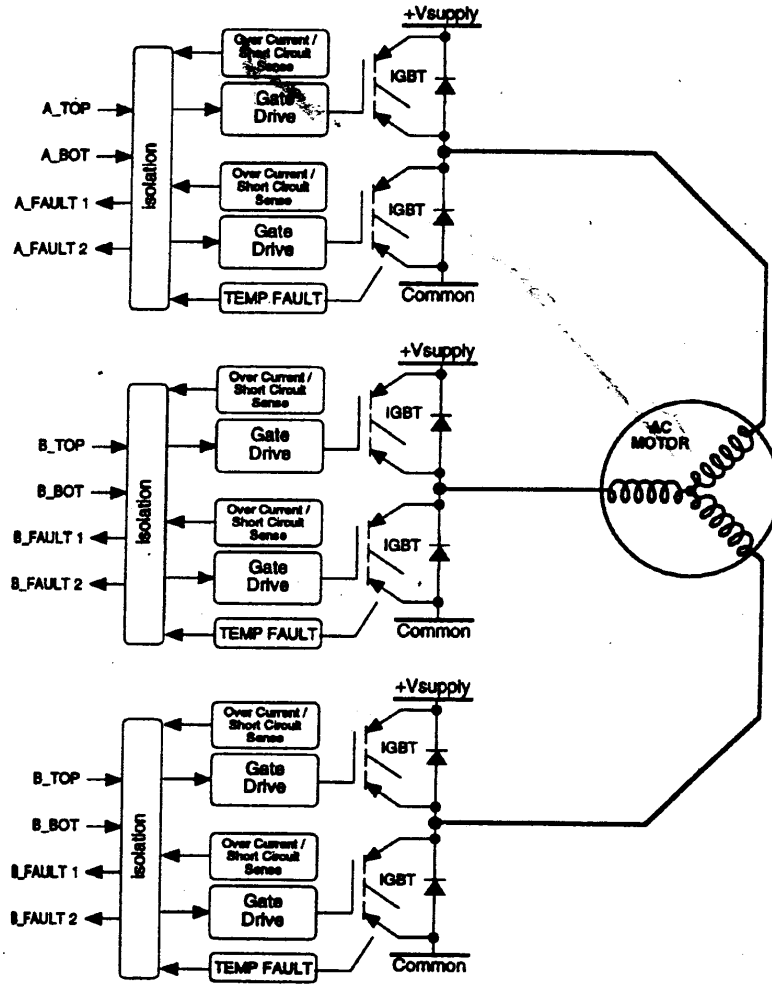 +Vsupply
Over Current /
Short Circuit
Sense
IGBT
Gate
Drive
A_TOP
A_BOT
Isolation
Over Current /
Short Circuit
Sense
A_FAULT 1
IGBT
Gate
Drive
A_FAULT 2
TEMP FAULT
Common
+Vsupply
Over Current /
Short Circuit
Sense
IGBT
Gate
Drive
B_TOP
B_BOT
Isolation
Over Current /
Short Circuit
Sense
B_FAULT 1
IGBT
Gate
Drive
B_FAULT 2
TEMP FAULT
Common
AC
MOTOR
+Vsupply
Over Current /
Short Circuit
Sense
IGBT
Gate
Drive
B_TOP
B_BOT
Isolation
Over Current /
Short Circuit
Sense
B_FAULT 1
IGBT
Gate
Drive
B_FAULT 2
TEMP FAULT
Common